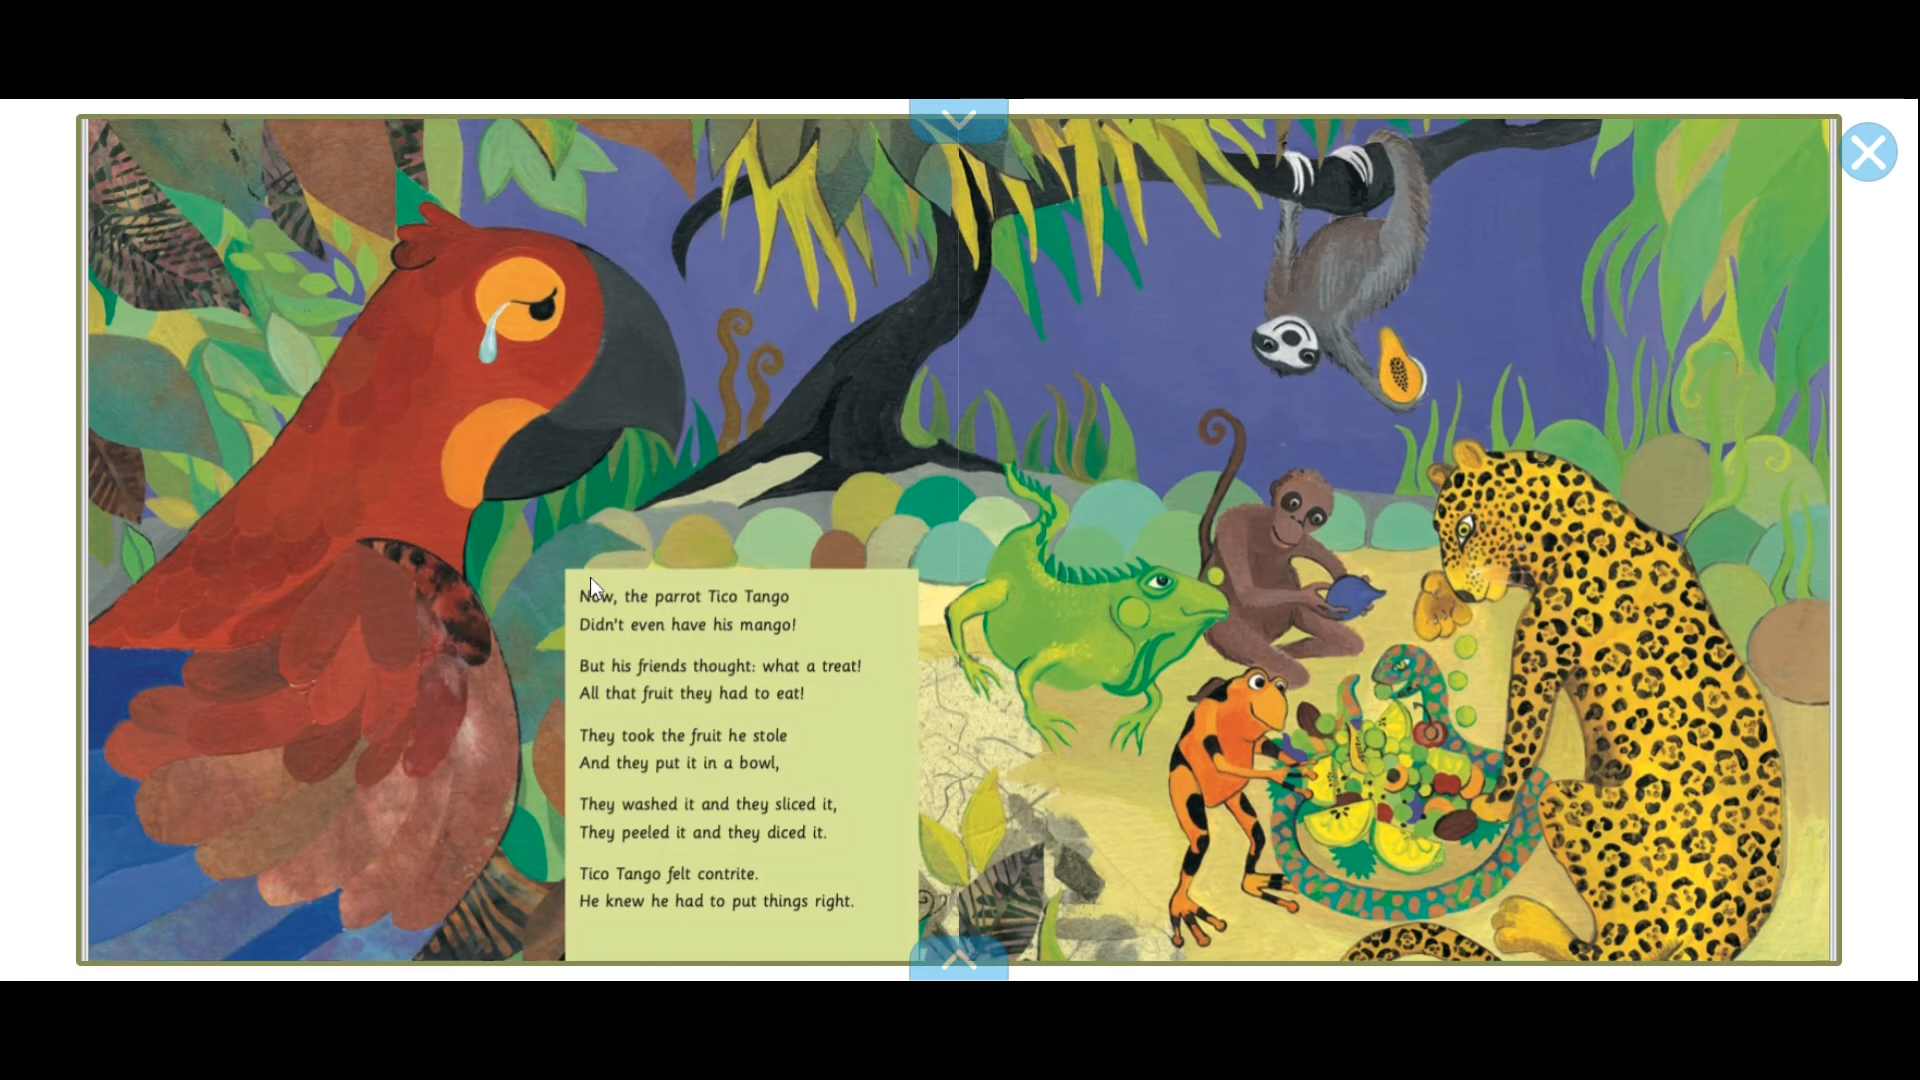 Now, the parrot Tico Tango
Didn't even have his mango!
But his friends thought: what a treat!
All that fruit they had to eat!
They took the fruit he stole
And they put it in a bowl,
They washed it and they sliced it,
They peeled it and they diced it.
Tico Tango felt contrite.
He knew he had to put things right.